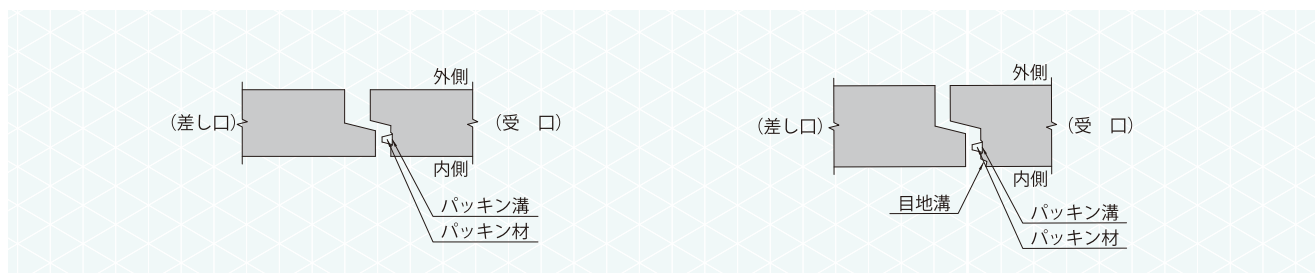 外側
(差し口)
(受　口)
内側
パッキン溝
パッキン材
外側
(差し口)
(受　口)
内側
目地溝
パッキン溝
パッキン材